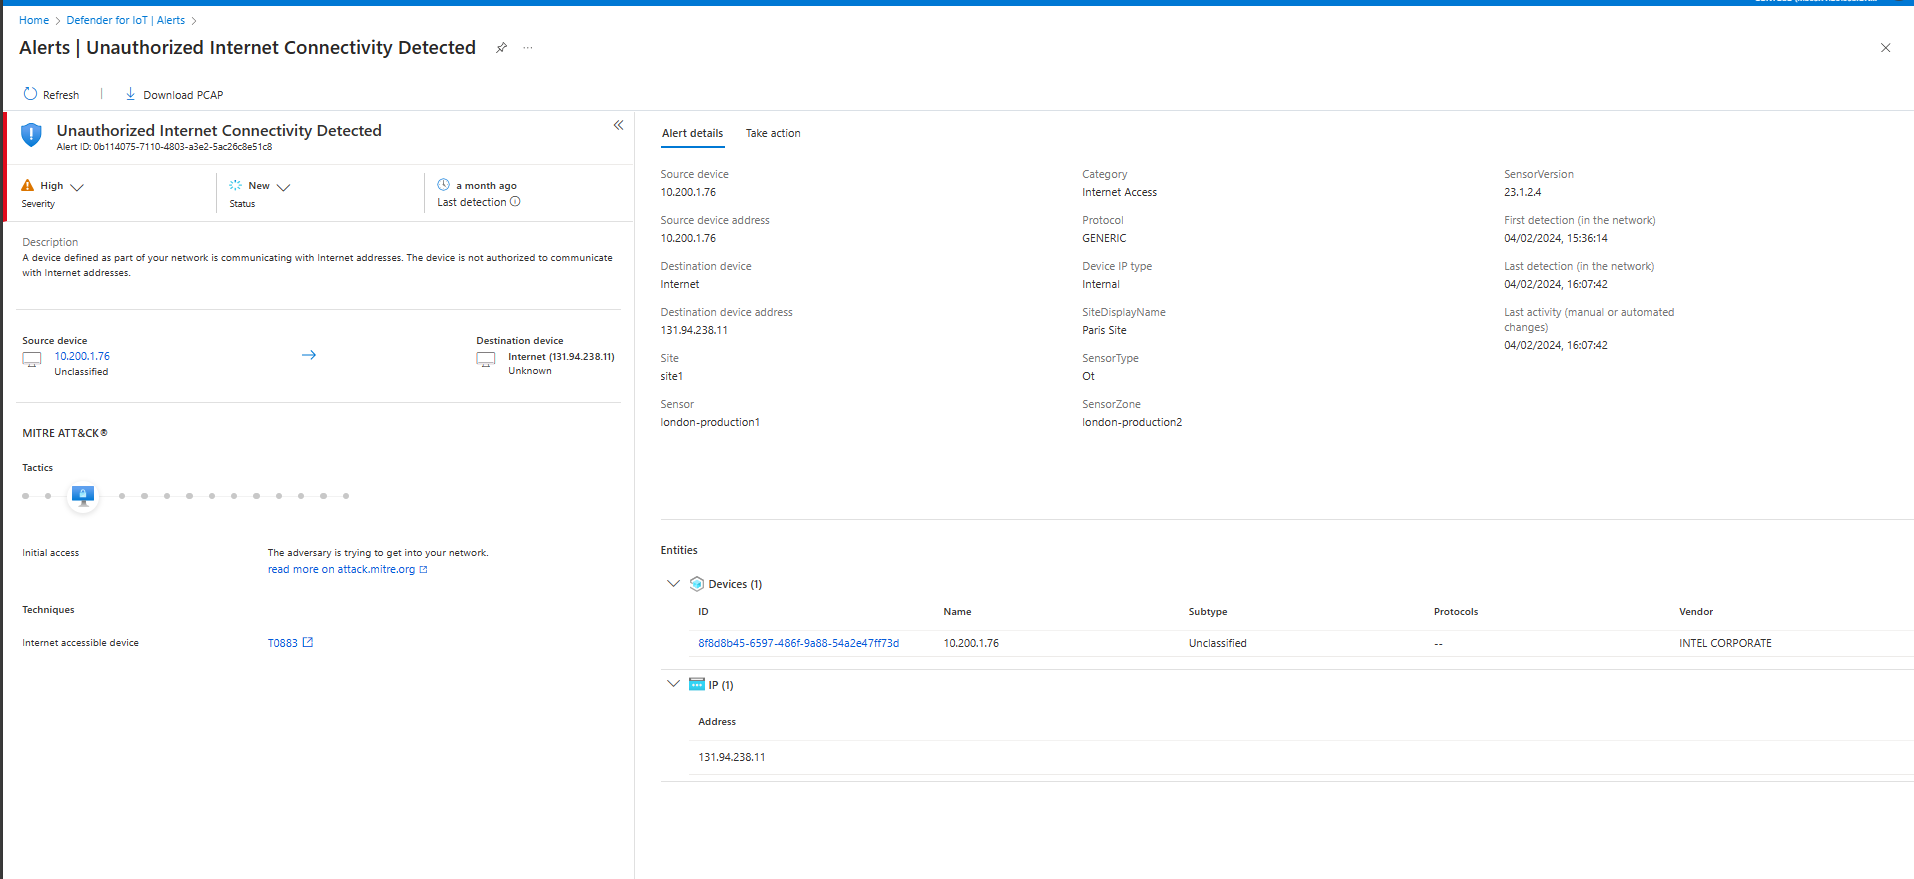 Home > Defender for IoT | Alerts >
Alerts | Unauthorized Internet Connectivity Detected
Refresh | Download PCAP
Unauthorized Internet Connectivity Detected
Alert ID: 0b114075-7110-4803-a3e2-5ac26c8e51c8
High
Severity
New
Status
a month ago
Last detection
Description
A device defined as part of your network is communicating with Internet addresses. The device is not authorized to communicate
with Internet addresses.
Source device
10.200.1.76
Unclassified
Destination device
Internet (131.94.238.11)
Unknown
MITRE ATT&CK®
Tactics
Initial access
The adversary is trying to get into your network.
read more on attack.mitre.org
Techniques
Internet accessible device
T0883
Alert details
Take action
Source device
10.200.1.76
Source device address
10.200.1.76
Destination device
Internet
Destination device address
131.94.238.11
Site
site1
Sensor
london-production1
Category
Internet Access
Protocol
GENERIC
Device IP type
Internal
SiteDisplayName
Paris Site
SensorType
Ot
SensorZone
london-production2
SensorVersion
23.1.2.4
First detection (in the network)
04/02/2024, 15:36:14
Last detection (in the network)
04/02/2024, 16:07:42
Last activity (manual or automated
changes)
04/02/2024, 16:07:42
Entities
Devices (1)
ID Name Subtype Protocols Vendor
8f8d8b45-6597-486f-9a88-54a2e47ff73d 10.200.1.76 Unclassified -- INTEL CORPORATE
IP (1)
Address
131.94.238.11